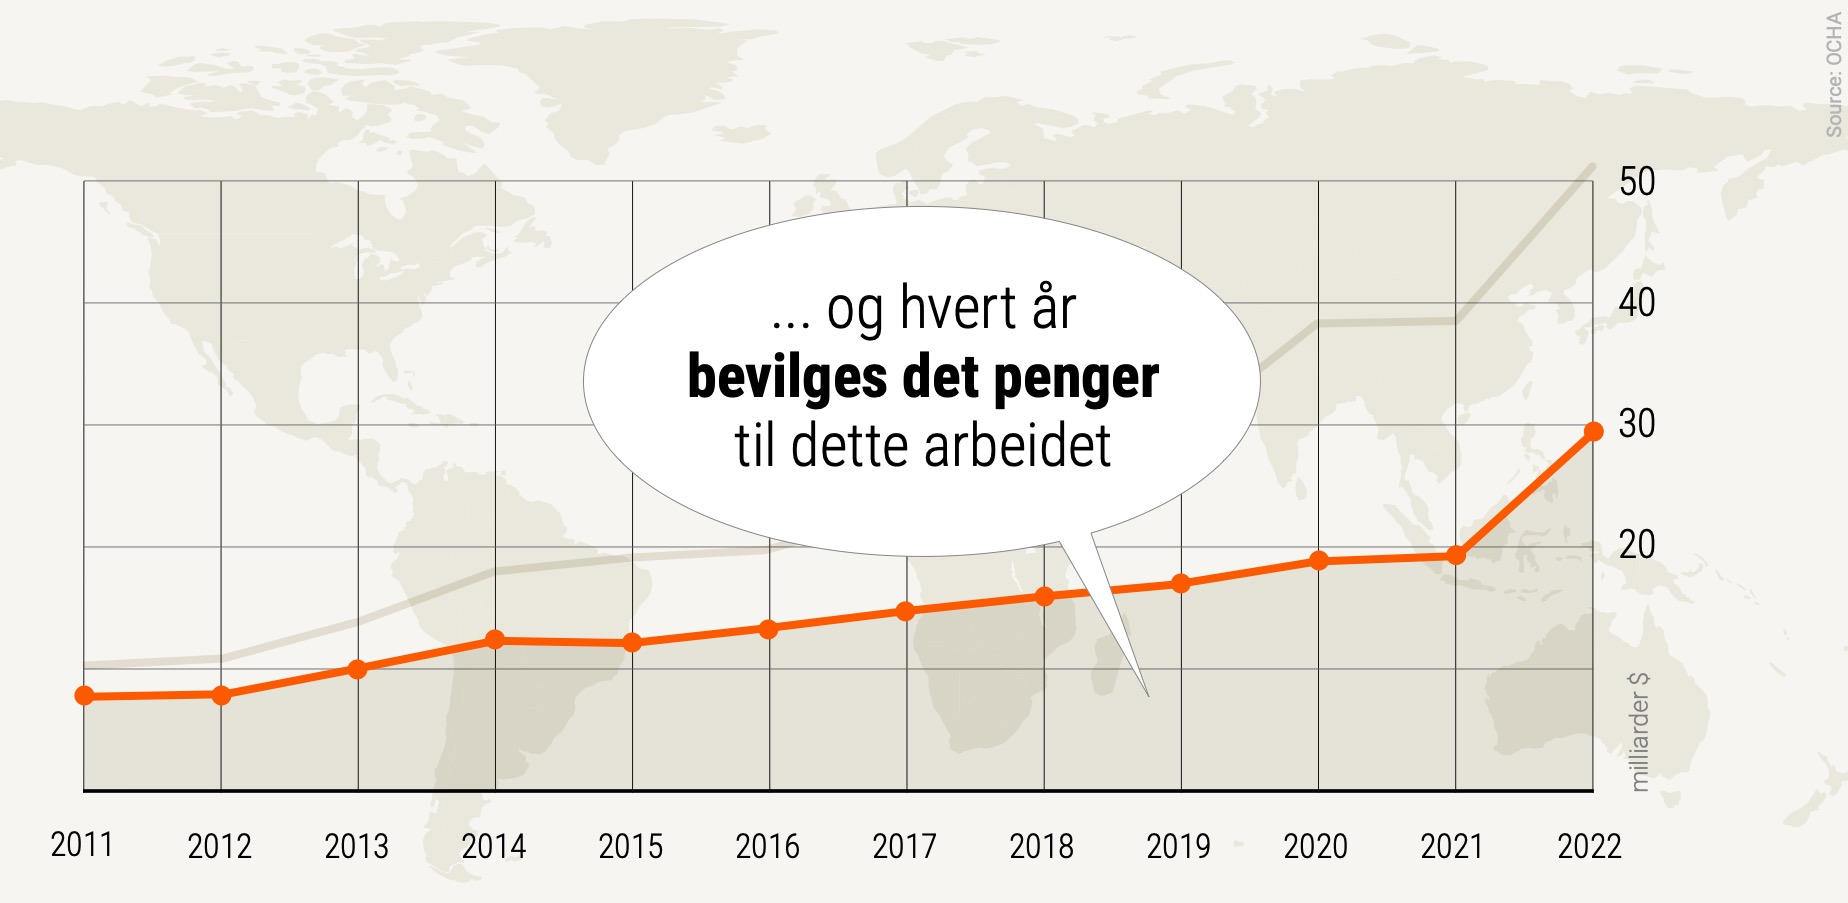 Source: OCHA
... og hvert år
bevilges det penger
til dette arbeidet
50
40
30
20
milliarder $
2011 2012 2013 2014 2015 2016 2017 2018 2019 2020 2021 2022